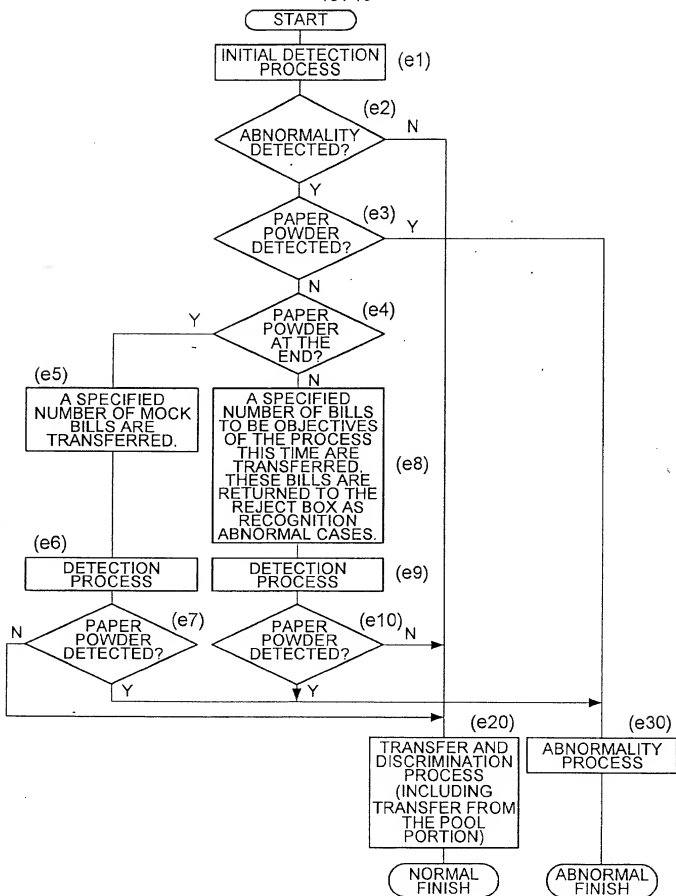 START
INITIAL DETECTION
PROCESS
(e1)
(e2)
ABNORMALITY
DETECTED?
N
Y
(e3)
PAPER
POWDER
DETECTED?
Y
N
(e4)
PAPER
POWDER
AT THE
END?
Y
N
(e5)
A SPECIFIED
NUMBER OF MOCK
BILLS ARE
TRANSFERRED.
A SPECIFIED
NUMBER OF BILLS
TO BE OBJECTIVES
OF THE PROCESS
THIS TIME ARE
TRANSFERRED.
THESE BILLS ARE
RETURNED TO THE
REJECT BOX AS
RECOGNITION
ABNORMAL CASES.
(e8)
(e6)
DETECTION
PROCESS
DETECTION
PROCESS
(e9)
N
PAPER
POWDER
DETECTED?
(e7)
Y
PAPER
POWDER
DETECTED?
(e10)
N
Y
(e20)
TRANSFER AND
DISCRIMINATION
PROCESS
(INCLUDING
TRANSFER FROM
THE POOL
PORTION)
(e30)
ABNORMALITY
PROCESS
NORMAL
FINISH
ABNORMAL
FINISH